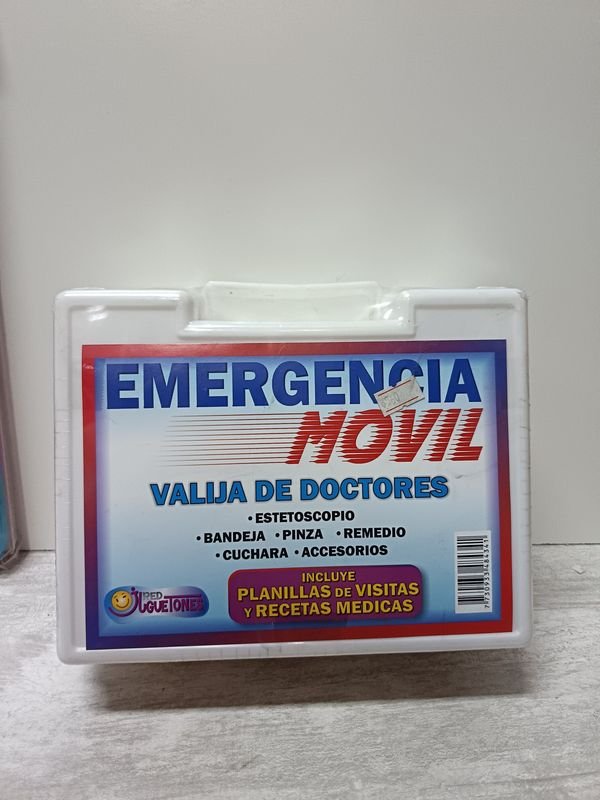 EMERGENCIA
MOVIL
VALIJA DE DOCTORES
•ESTETOSCOPIO
•BANDEJA •PINZA •REMEDIO
•CUCHARA •ACCESORIOS
INCLUYE
PLANILLAS DE VISITAS
Y RECETAS MEDICAS
RED
JUGUETONES